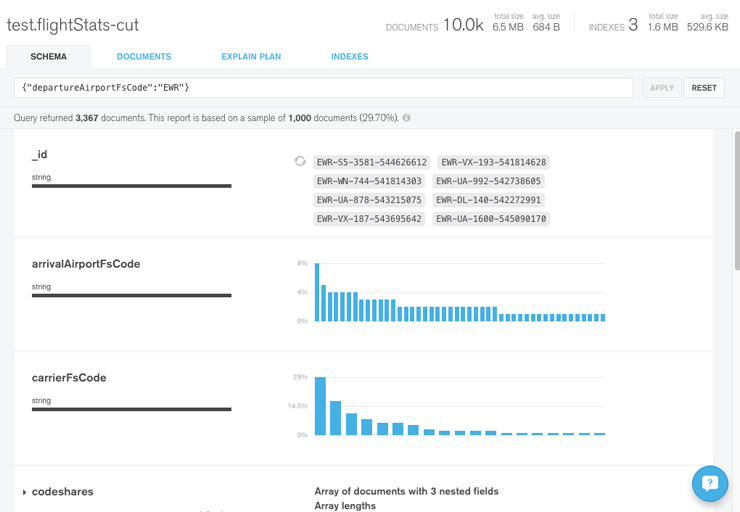 test.flightStats-cut
DOCUMENTS 10.0k total size 6.5 MB avg. size 684 B INDEXES 3 total size 1.6 MB avg. size 529.6 KB
SCHEMA DOCUMENTS EXPLAIN PLAN INDEXES
{"departureAirportFsCode":"EWR"} APPLY RESET
Query returned 3,367 documents. This report is based on a sample of 1,000 documents (29.70%).
_id
string
EWR-S5-3581-544626612 EWR-VX-193-541814628
EWR-WN-744-541814303 EWR-UA-992-542738605
EWR-UA-878-543215075 EWR-DL-140-542272991
EWR-VX-187-543695642 EWR-UA-1600-545090170
arrivalAirportFsCode
string
8%
4%
0%
carrierFsCode
string
29%
14.5%
0%
codeshares
Array of documents with 3 nested fields
Array lengths